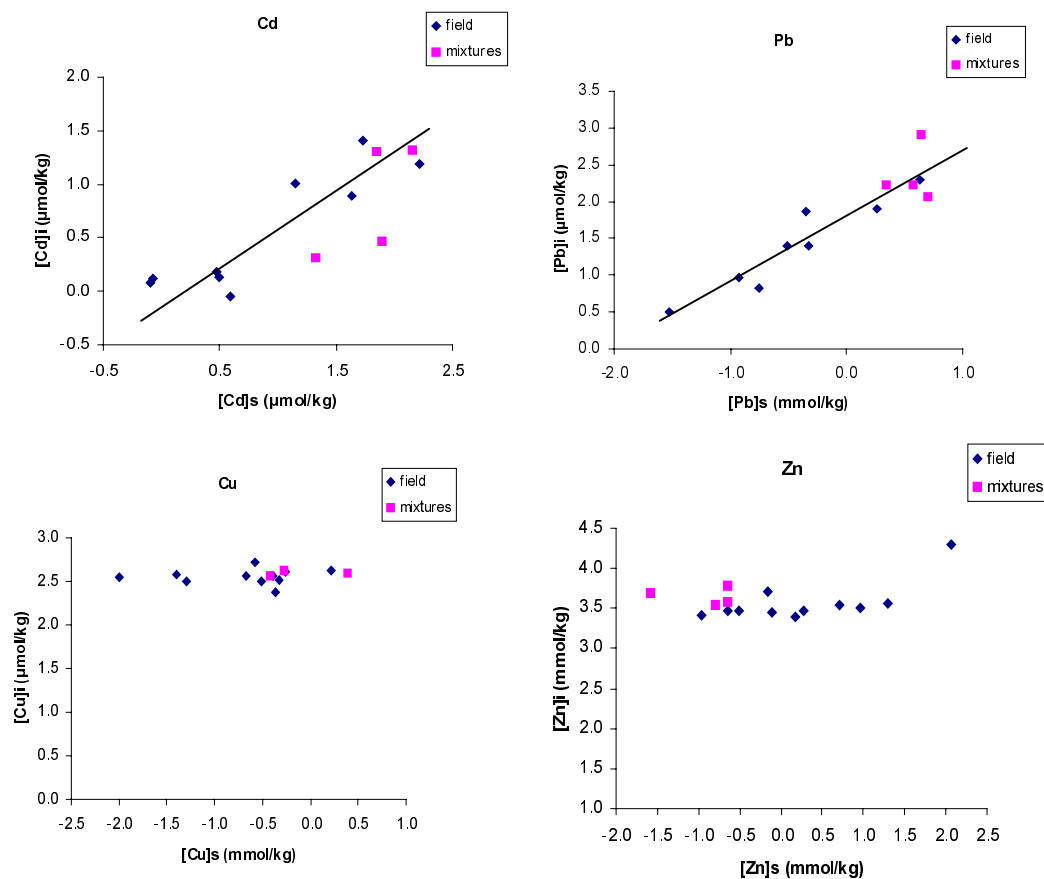 Cd
field
mixtures
2.0
1.5
1.0
0.5
0.0
-0.5
-0.5 0.5 1.5 2.5
[Cd]i (µmol/kg)
[Cd]s (µmol/kg)
Pb
field
mixtures
3.5
3.0
2.5
2.0
1.5
1.0
0.5
0.0
-2.0 -1.0 0.0 1.0
[Pb]i (µmol/kg)
[Pb]s (mmol/kg)
Cu
field
mixtures
3.0
2.5
2.0
1.5
1.0
0.5
0.0
-2.5 -2.0 -1.5 -1.0 -0.5 0.0 0.5 1.0
[Cu]i (µmol/kg)
[Cu]s (mmol/kg)
Zn
field
mixtures
4.5
4.0
3.5
3.0
2.5
2.0
1.5
1.0
-2.0 -1.5 -1.0 -0.5 0.0 0.5 1.0 1.5 2.0 2.5
[Zn]i (mmol/kg)
[Zn]s (mmol/kg)